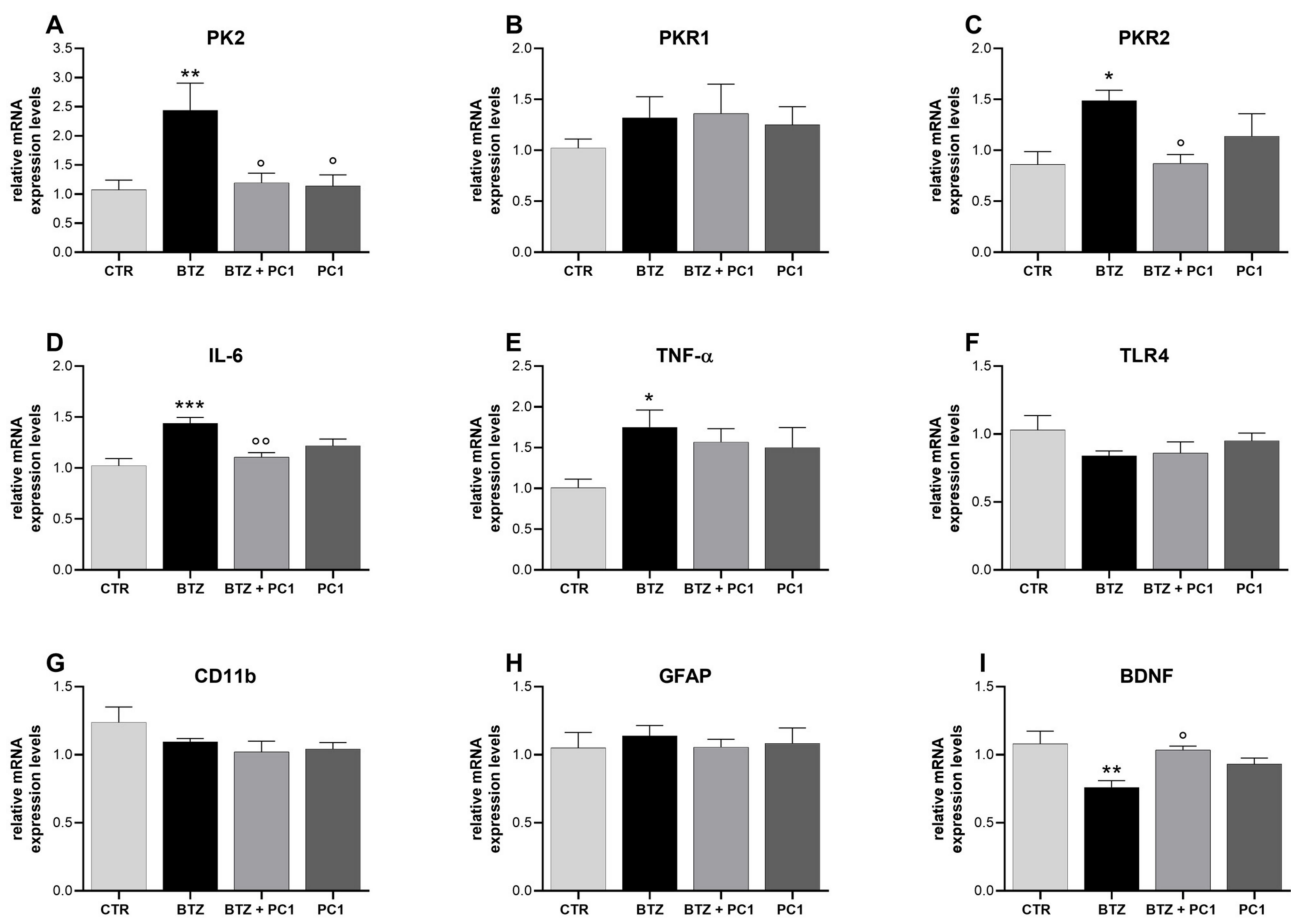 A
PK2
relative mRNA
expression levels
3.5
3.0
2.5
2.0
1.5
1.0
0.5
0.0
**
°
°
CTR BTZ BTZ + PC1 PC1
B
PKR1
relative mRNA
expression levels
2.0
1.5
1.0
0.5
0.0
CTR BTZ BTZ + PC1 PC1
C
PKR2
relative mRNA
expression levels
2.0
1.5
1.0
0.5
0.0
*
°
CTR BTZ BTZ + PC1 PC1
D
IL-6
relative mRNA
expression levels
2.0
1.5
1.0
0.5
0.0
***
°°
CTR BTZ BTZ + PC1 PC1
E
TNF-α
relative mRNA
expression levels
2.5
2.0
1.5
1.0
0.5
0.0
*
CTR BTZ BTZ + PC1 PC1
F
TLR4
relative mRNA
expression levels
1.5
1.0
0.5
0.0
CTR BTZ BTZ + PC1 PC1
G
CD11b
relative mRNA
expression levels
1.5
1.0
0.5
0.0
CTR BTZ BTZ + PC1 PC1
H
GFAP
relative mRNA
expression levels
1.5
1.0
0.5
0.0
CTR BTZ BTZ + PC1 PC1
I
BDNF
relative mRNA
expression levels
1.5
1.0
0.5
0.0
**
°
CTR BTZ BTZ + PC1 PC1